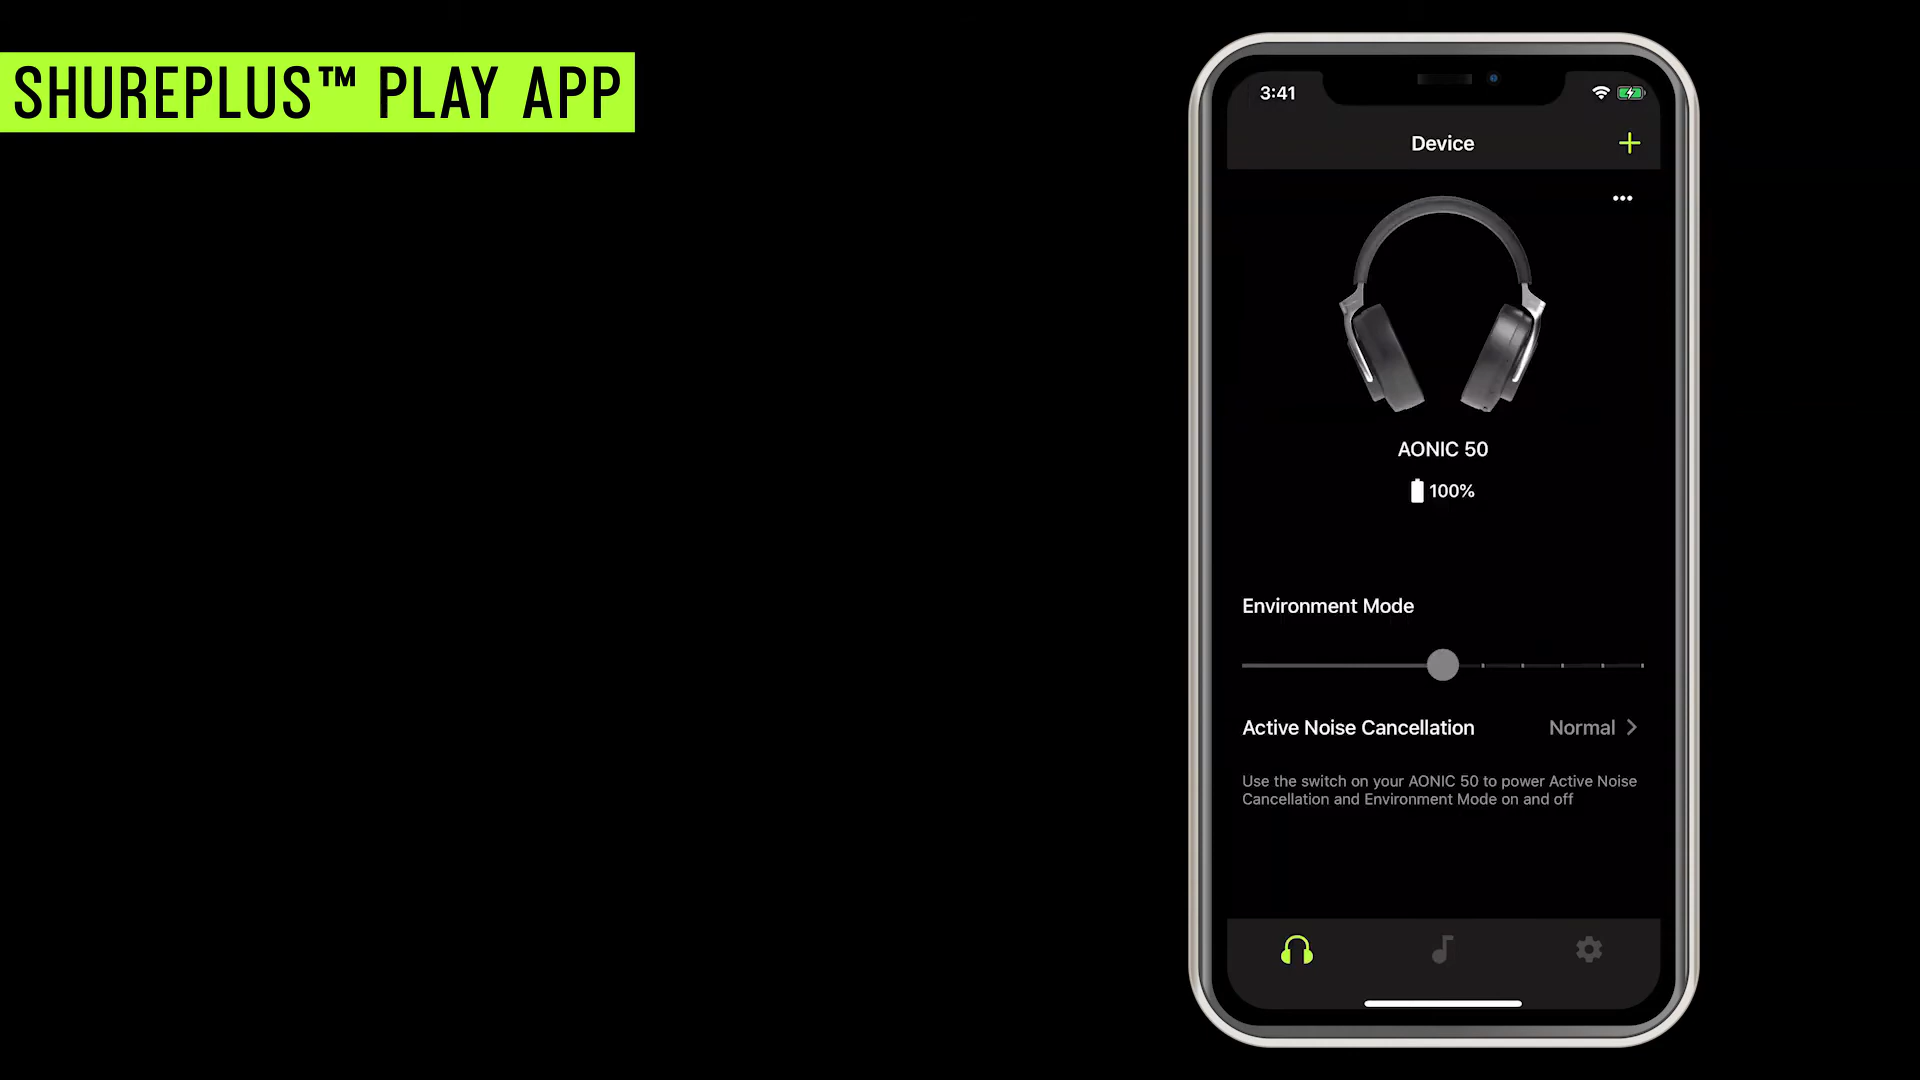 SHUREPLUS™ PLAY APP
3:41
Device
AONIC 50
100%
Environment Mode
Active Noise Cancellation Normal
Use the switch on your AONIC 50 to power Active Noise
Cancellation and Environment Mode on and off